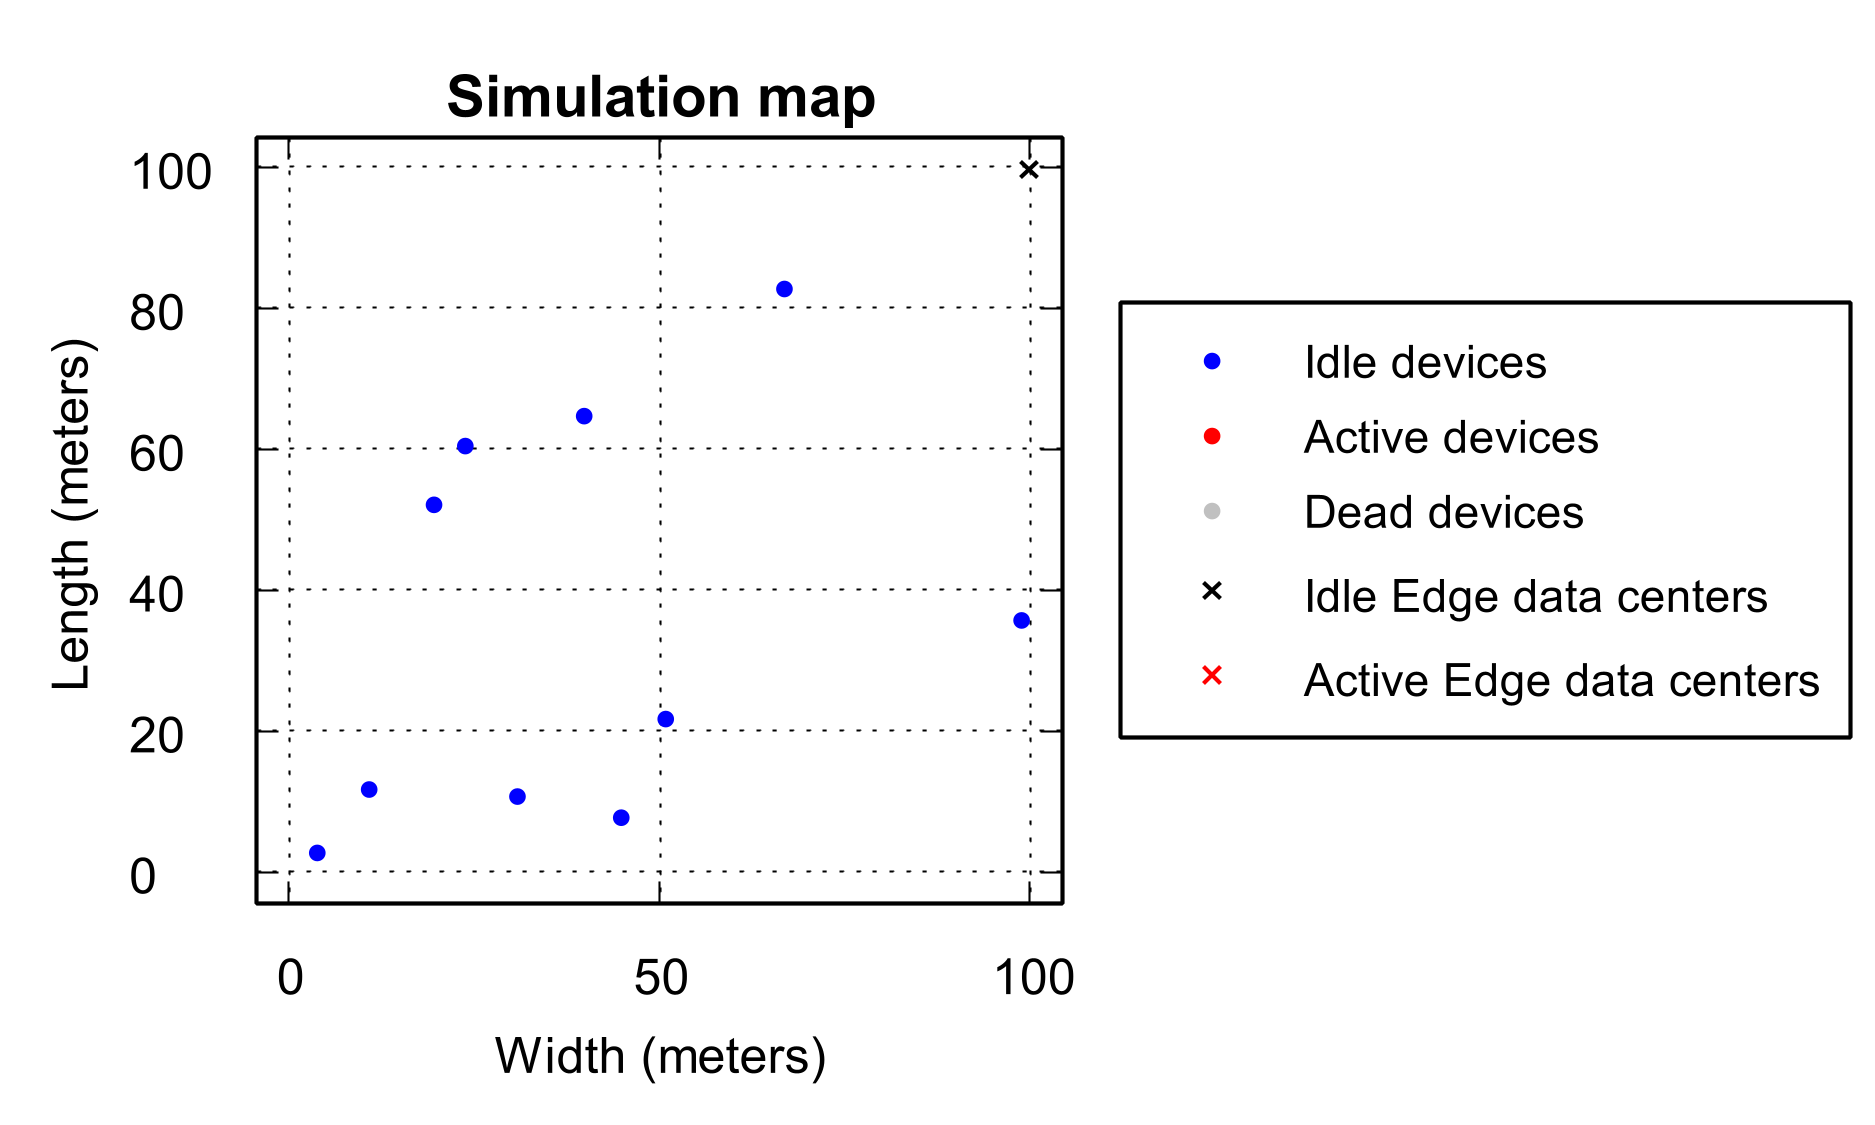 Simulation map
100
80
60
40
20
0
Length (meters)
0 50 100
Width (meters)
Idle devices
Active devices
Dead devices
Idle Edge data centers
Active Edge data centers